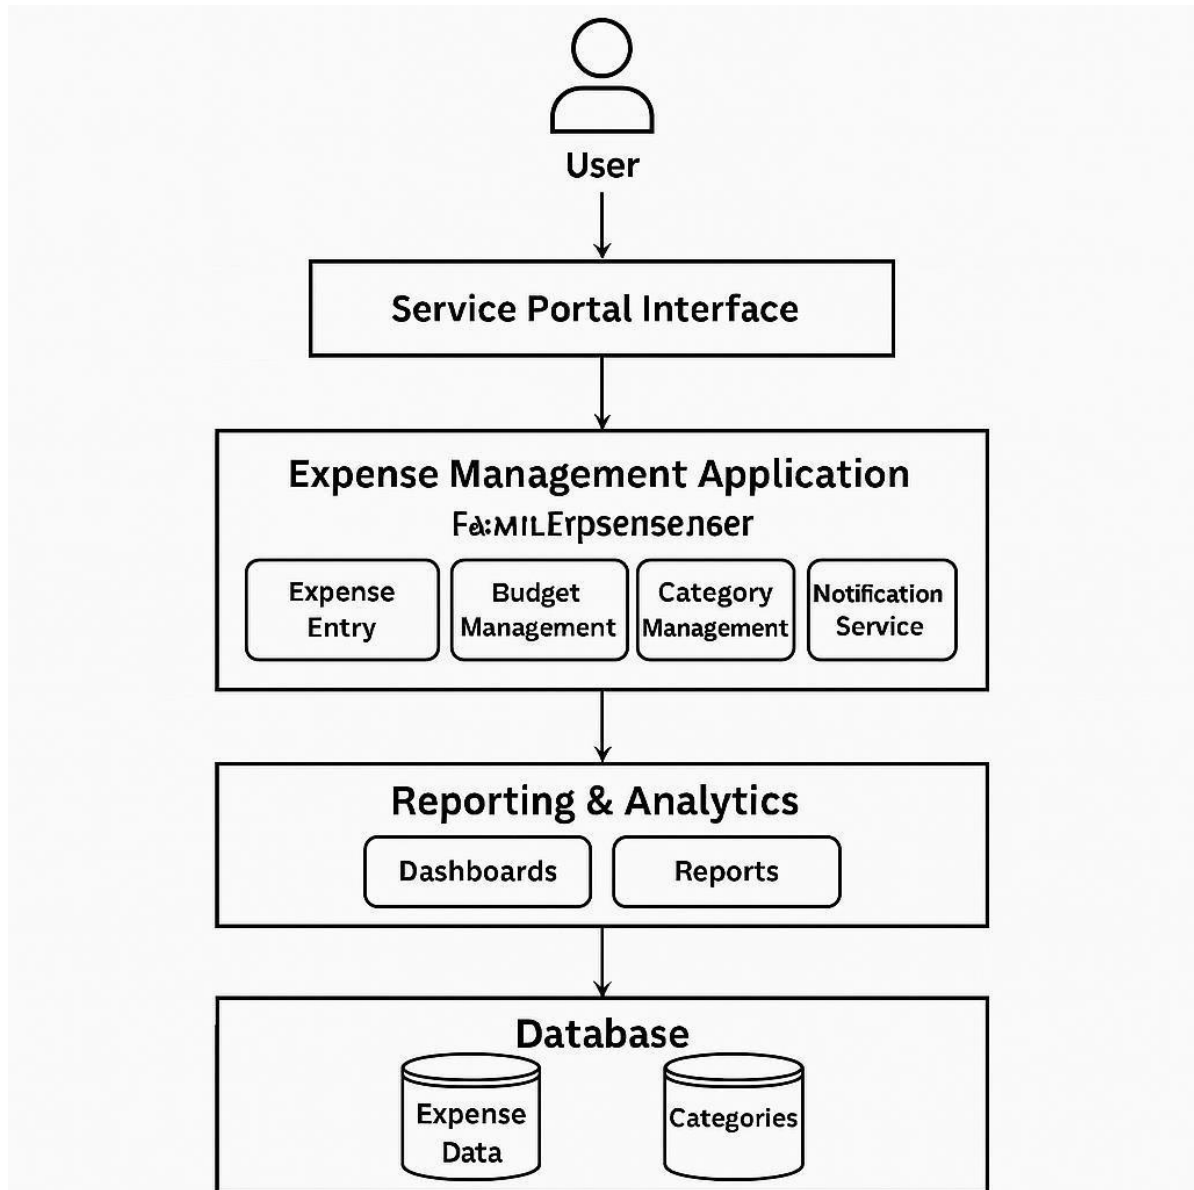 User
Service Portal Interface
Expense Management Application
Expense
Entry
Budget
Management
Category
Management
Notification
Service
Reporting & Analytics
Dashboards
Reports
Database
Expense
Data
Categories